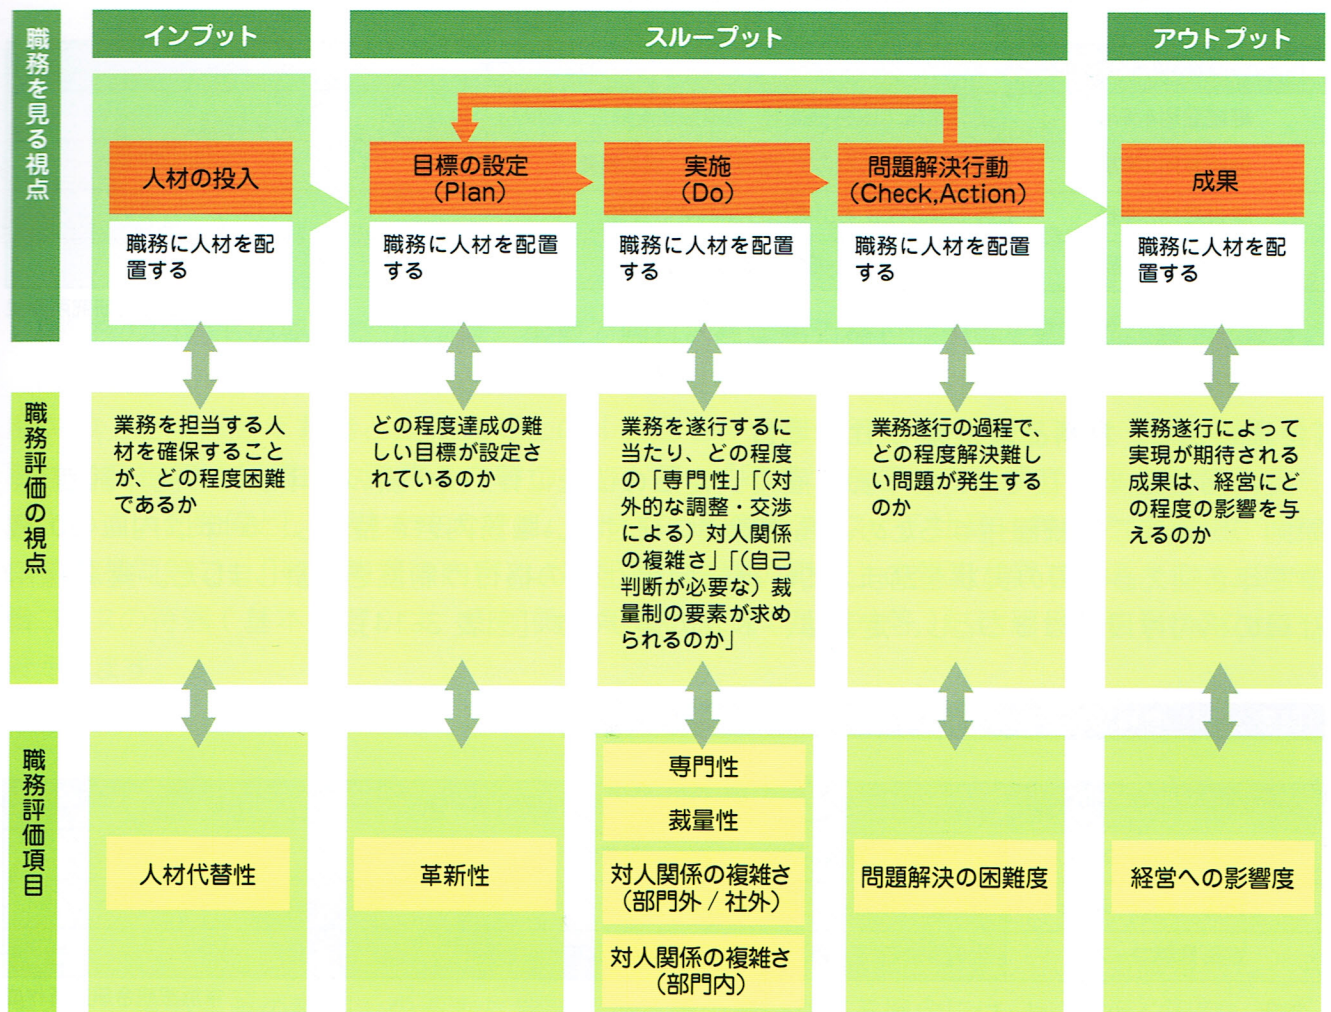 職務を見る視点
インプット
スループット
アウトプット
人材の投入
職務に人材を配
置する
目標の設定
(Plan)
職務に人材を配置
する
実施
(Do)
職務に人材を配置
する
問題解決行動
(Check,Action)
職務に人材を配置
する
成果
職務に人材を配
置する
職務評価の視点
業務を担当する人
材を確保すること
が、どの程度困難
であるか
どの程度達成の難
しい目標が設定さ
れているのか
業務を遂行するに
当たり、どの程度
の「専門性」「(対
外的な調整・交渉
による) 対人関係
の複雑さ」「(自己
判断が必要な) 裁
量制の要素が求め
られるのか」
業務遂行の過程で、
どの程度解決難し
い問題が発生する
のか
業務遂行によって
実現が期待される
成果は、経営にど
の程度の影響を与
えるのか
職務評価項目
人材代替性
革新性
専門性
裁量性
対人関係の複雑さ
(部門外 / 社外)
対人関係の複雑さ
(部門内)
問題解決の困難度
経営への影響度